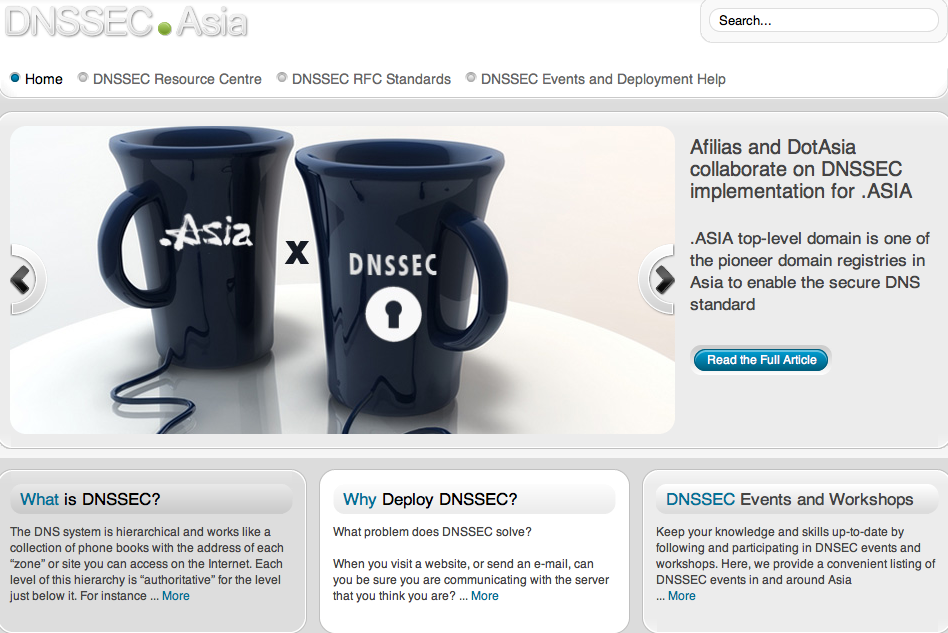 DNSSEC.Asia
Search...
Home
DNSSEC Resource Centre
DNSSEC RFC Standards
DNSSEC Events and Deployment Help
.Asia
x
DNSSEC
Afilias and DotAsia
collaborate on DNSSEC
implementation for .ASIA
.ASIA top-level domain is one of
the pioneer domain registries in
Asia to enable the secure DNS
standard
Read the Full Article
What is DNSSEC?
The DNS system is hierarchical and works like a
collection of phone books with the address of each
“zone” or site you can access on the Internet. Each
level of this hierarchy is “authoritative” for the level
just below it. For instance ... More
Why Deploy DNSSEC?
What problem does DNSSEC solve?
When you visit a website, or send an e-mail, can
you be sure you are communicating with the server
that you think you are? ... More
DNSSEC Events and Workshops
Keep your knowledge and skills up-to-date by
following and participating in DNSEC events and
workshops. Here, we provide a convenient listing of
DNSSEC events in and around Asia
... More